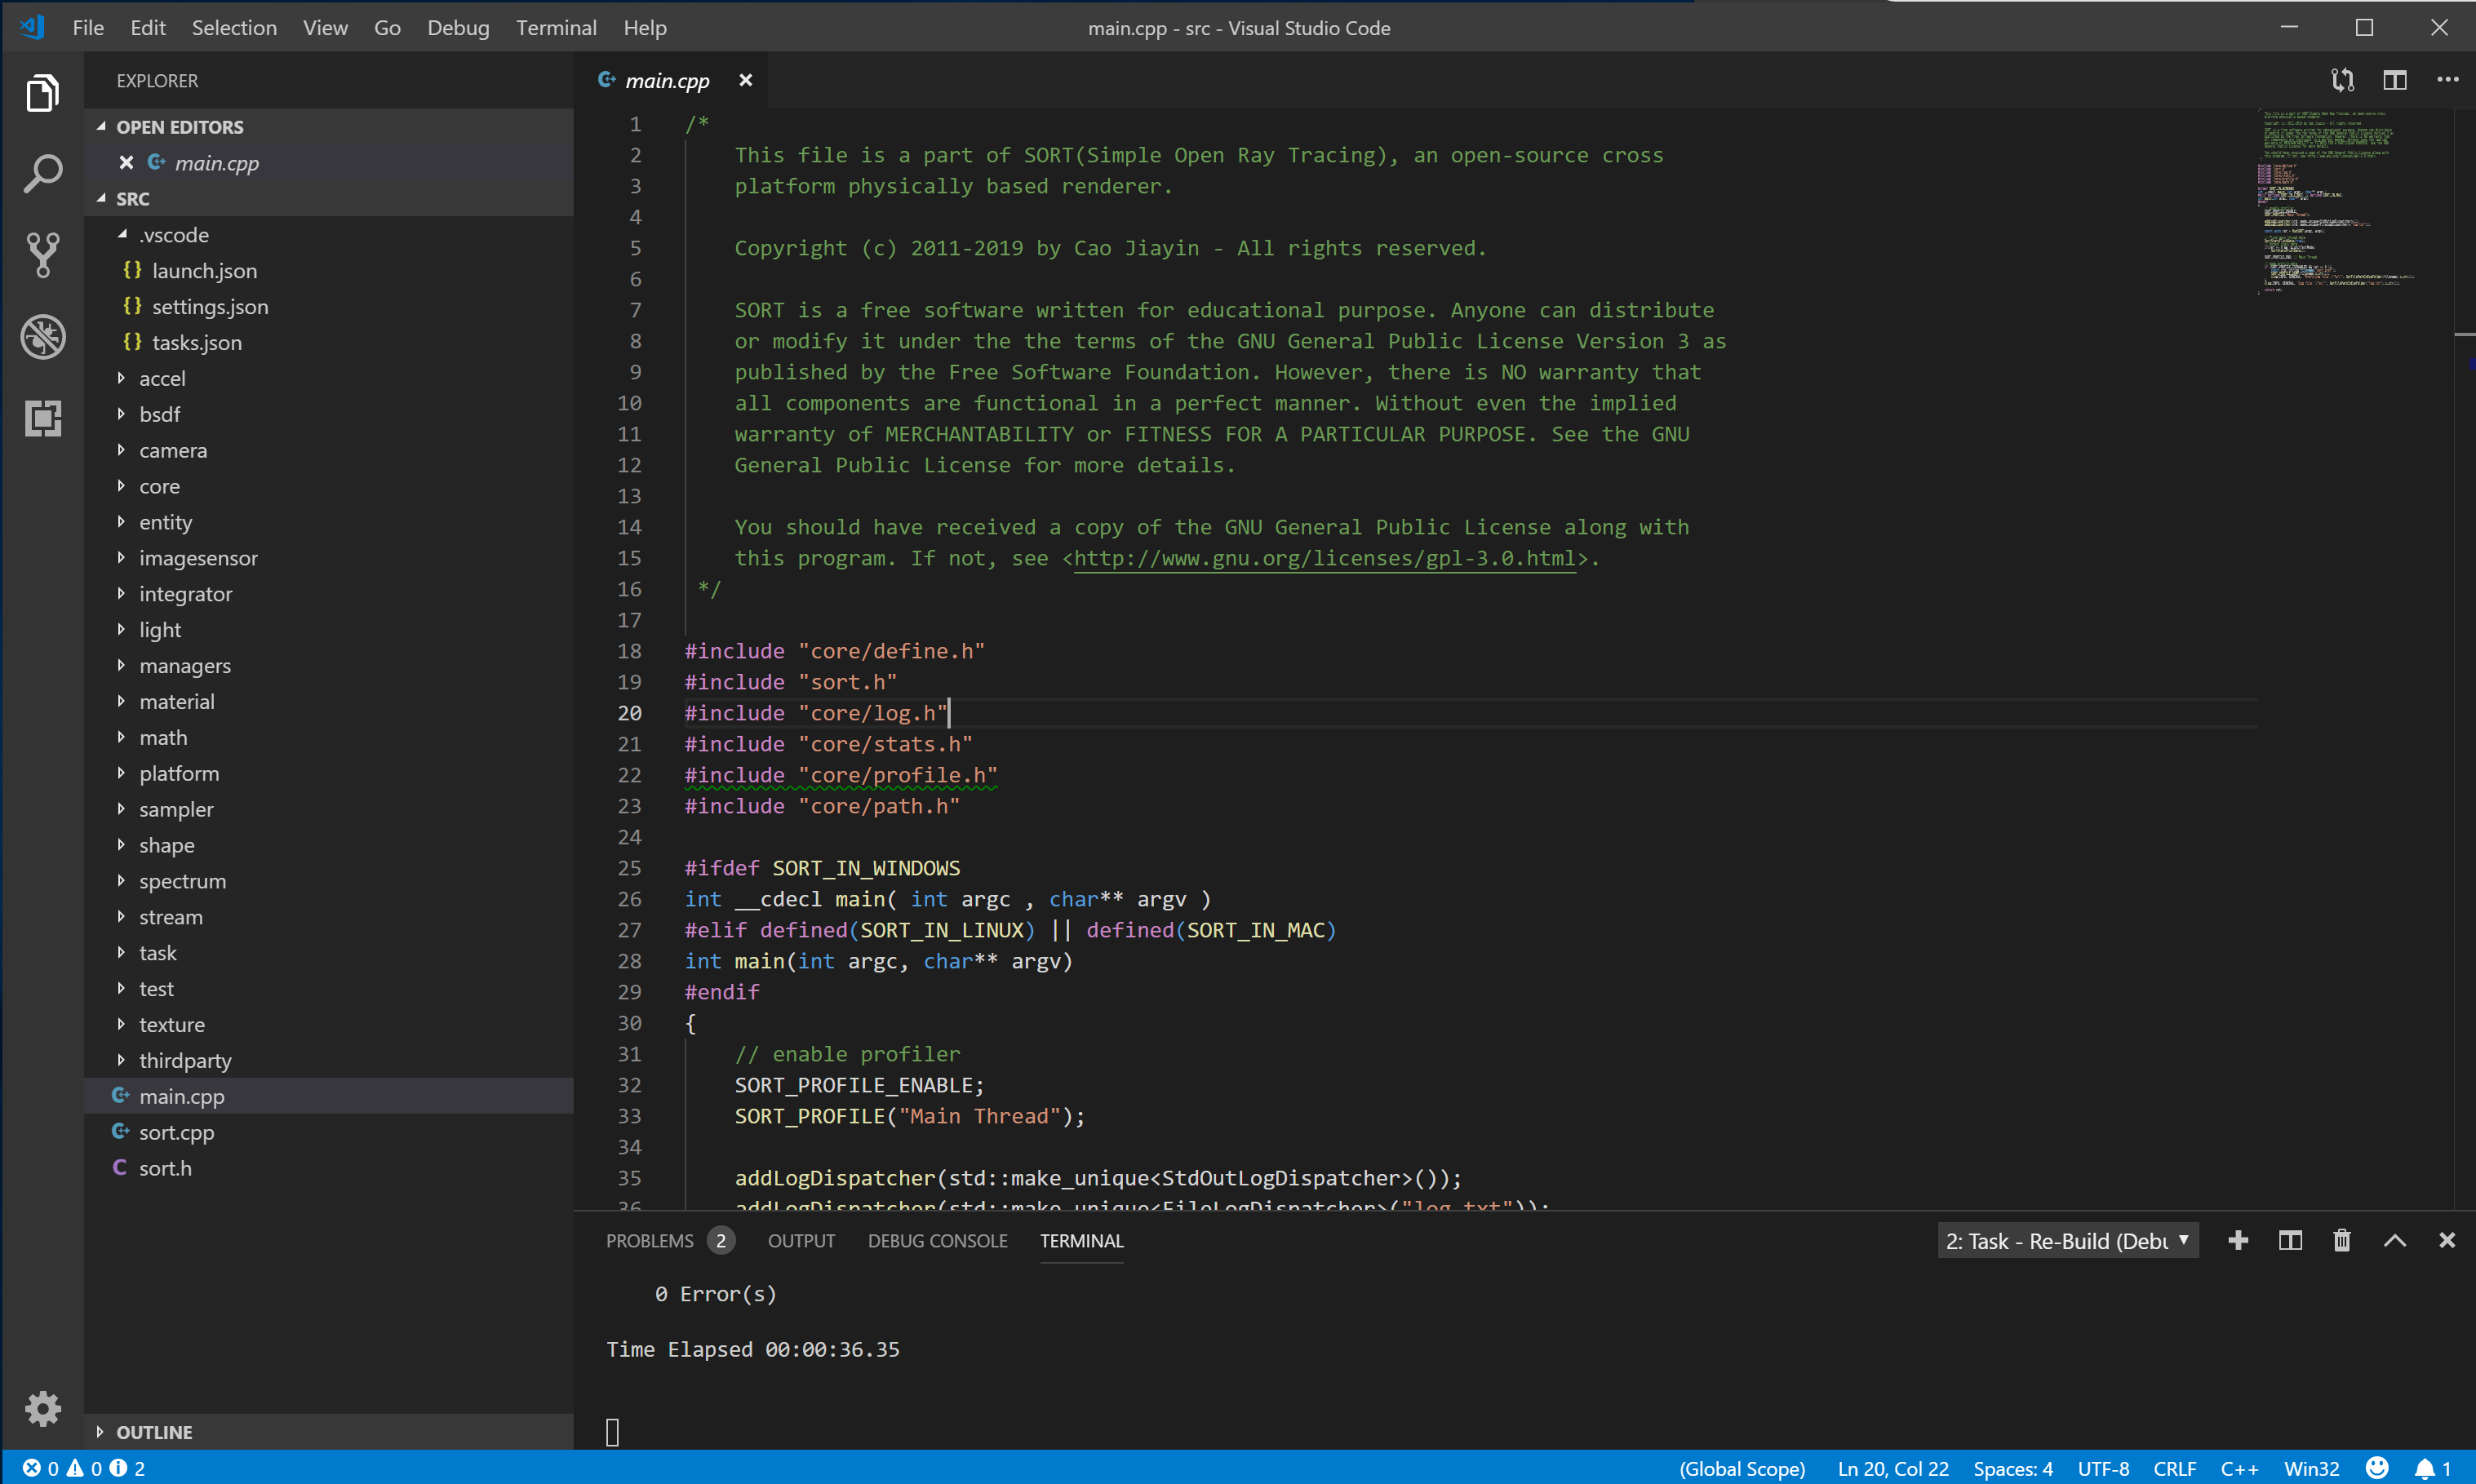 File Edit Selection View Go Debug Terminal Help
main.cpp - src - Visual Studio Code
EXPLORER
OPEN EDITORS
main.cpp
SRC
.vscode
{} launch.json
{} settings.json
{} tasks.json
accel
bsdf
camera
core
entity
imagesensor
integrator
light
managers
material
math
platform
sampler
shape
spectrum
stream
task
test
texture
thirdparty
main.cpp
sort.cpp
C sort.h
OUTLINE
main.cpp
1 /*
2 This file is a part of SORT(Simple Open Ray Tracing), an open-source cross
3 platform physically based renderer.
4
5 Copyright (c) 2011-2019 by Cao Jiayin - All rights reserved.
6
7 SORT is a free software written for educational purpose. Anyone can distribute
8 or modify it under the the terms of the GNU General Public License Version 3 as
9 published by the Free Software Foundation. However, there is NO warranty that
10 all components are functional in a perfect manner. Without even the implied
11 warranty of MERCHANTABILITY or FITNESS FOR A PARTICULAR PURPOSE. See the GNU
12 General Public License for more details.
13
14 You should have received a copy of the GNU General Public License along with
15 this program. If not, see <http://www.gnu.org/licenses/gpl-3.0.html>.
16 */
17
18 #include "core/define.h"
19 #include "sort.h"
20 #include "core/log.h"
21 #include "core/stats.h"
22 #include "core/profile.h"
23 #include "core/path.h"
24
25 #ifdef SORT_IN_WINDOWS
26 int __cdecl main( int argc , char** argv )
27 #elif defined(SORT_IN_LINUX) || defined(SORT_IN_MAC)
28 int main(int argc, char** argv)
29 #endif
30 {
31 // enable profiler
32 SORT_PROFILE_ENABLE;
33 SORT_PROFILE("Main Thread");
34
35 addLogDispatcher(std::make_unique<StdOutLogDispatcher>());
36 addLogDispatcher(std::make_unique<FileLogDispatcher>("log.txt"));
PROBLEMS 2 OUTPUT DEBUG CONSOLE TERMINAL
2: Task - Re-Build (Debu
0 Error(s)
Time Elapsed 00:00:36.35
0 0 2
(Global Scope) Ln 20, Col 22 Spaces: 4 UTF-8 CRLF C++ Win32 1